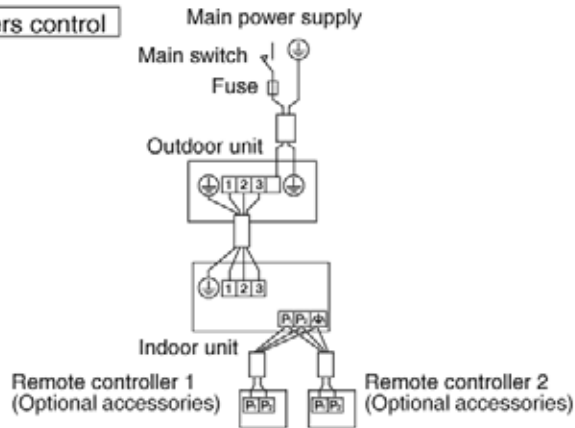 ers control
Main power supply
Main switch
Fuse
Outdoor unit
1 2 3
1 2 3
P₁ P₂
Indoor unit
Remote controller 1
(Optional accessories)
P₁ P₂
Remote controller 2
(Optional accessories)
P₁ P₂